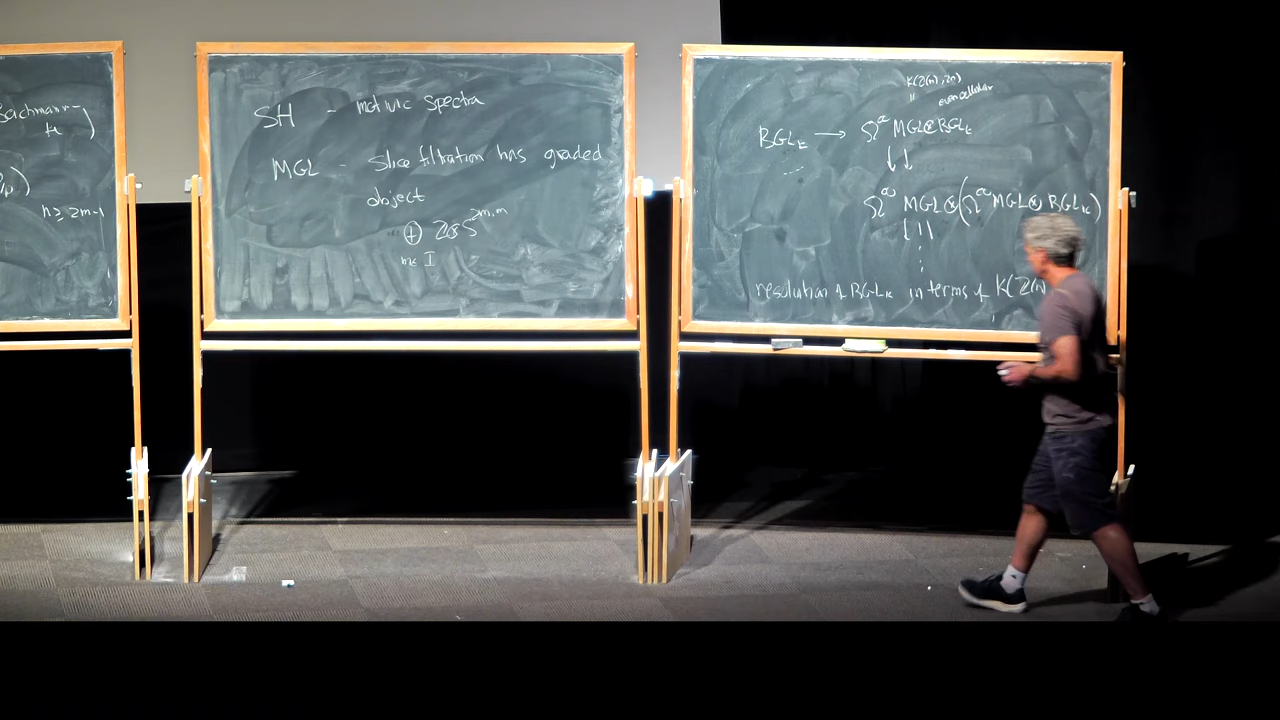 Bachmann-
n ≥ 2m-1
SH - motivic spectra
MGL - Slice filtration has graded
object
⊕ Z⊗S^{2m,m}
m∈ I
K(Z(n), 2n)
=
even cellular
BGL_k → Ω^∞ MGL⊗BGL_k
↓↓
Ω^∞ MGL⊗(Ω^∞ MGL⊗BGL_k)
resolution of BGL_k in terms of K(Z(n)